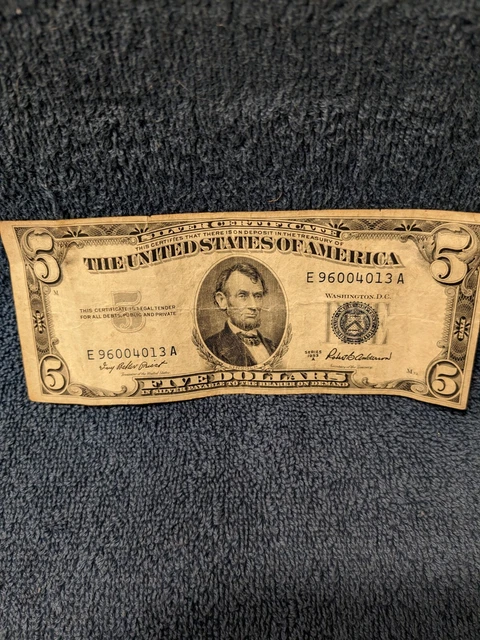 SILVER CERTIFICATE
5
5
THIS CERTIFIES THAT THERE IS ON DEPOSIT IN THE TREASURY OF
THE UNITED STATES OF AMERICA
E 96004013 A
WASHINGTON, D.C.
THIS CERTIFICATE IS LEGAL TENDER
FOR ALL DEBTS, PUBLIC AND PRIVATE
E 96004013 A
SERIES
5
FIVE DOLLARS
5
IN SILVER PAYABLE TO THE BEARER ON DEMAND